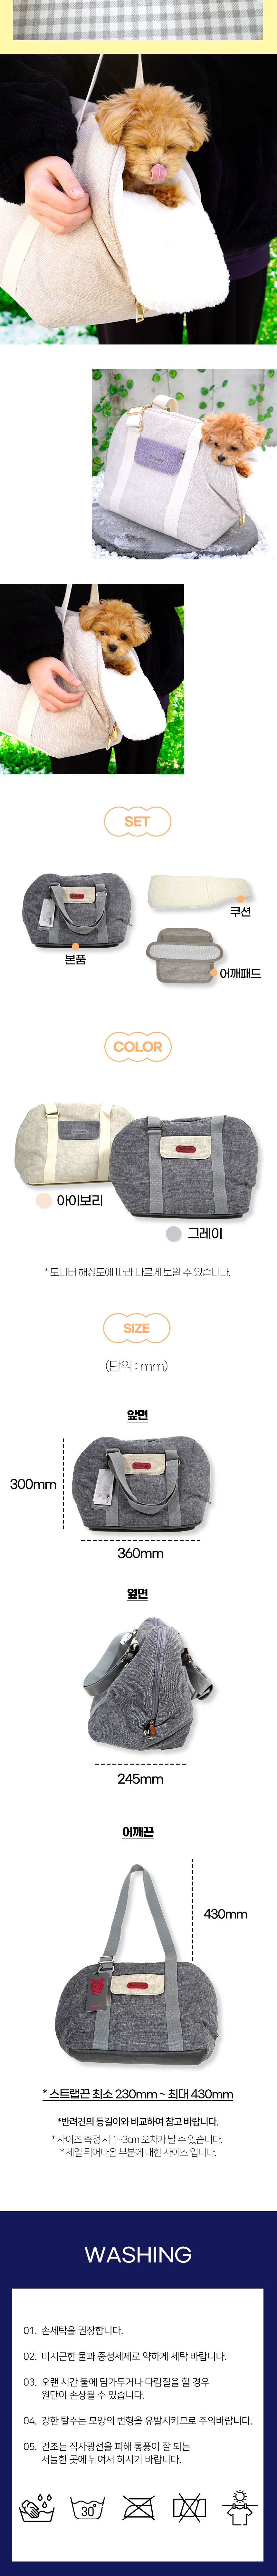 SET
본품
쿠션
어깨패드
COLOR
아이보리
그레이
* 모니터 해상도에 따라 다르게 보일 수 있습니다.
SIZE
(단위 : mm)
앞면
300mm
360mm
옆면
245mm
어깨끈
430mm
* 스트랩끈 최소 230mm ~ 최대 430mm
*반려견의 등길이와 비교하여 참고 바랍니다.
* 사이즈 측정 시 1~3cm 오차가 날 수 있습니다.
* 제일 튀어나온 부분에 대한 사이즈 입니다.
WASHING
01. 손세탁을 권장합니다.
02. 미지근한 물과 중성세제로 약하게 세탁 바랍니다.
03. 오랜 시간 물에 담가두거나 다림질을 할 경우
원단이 손상될 수 있습니다.
04. 강한 탈수는 모양의 변형을 유발시키므로 주의바랍니다.
05. 건조는 직사광선을 피해 통풍이 잘 되는
서늘한 곳에 뉘어서 하시기 바랍니다.
30°